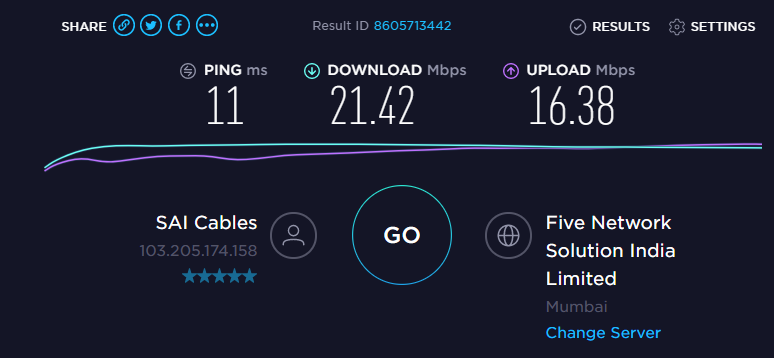 SHARE
Result ID 8605713442
RESULTS
SETTINGS
PING ms
DOWNLOAD Mbps
UPLOAD Mbps
11
21.42
16.38
SAI Cables
103.205.174.158
GO
Five Network
Solution India
Limited
Mumbai
Change Server